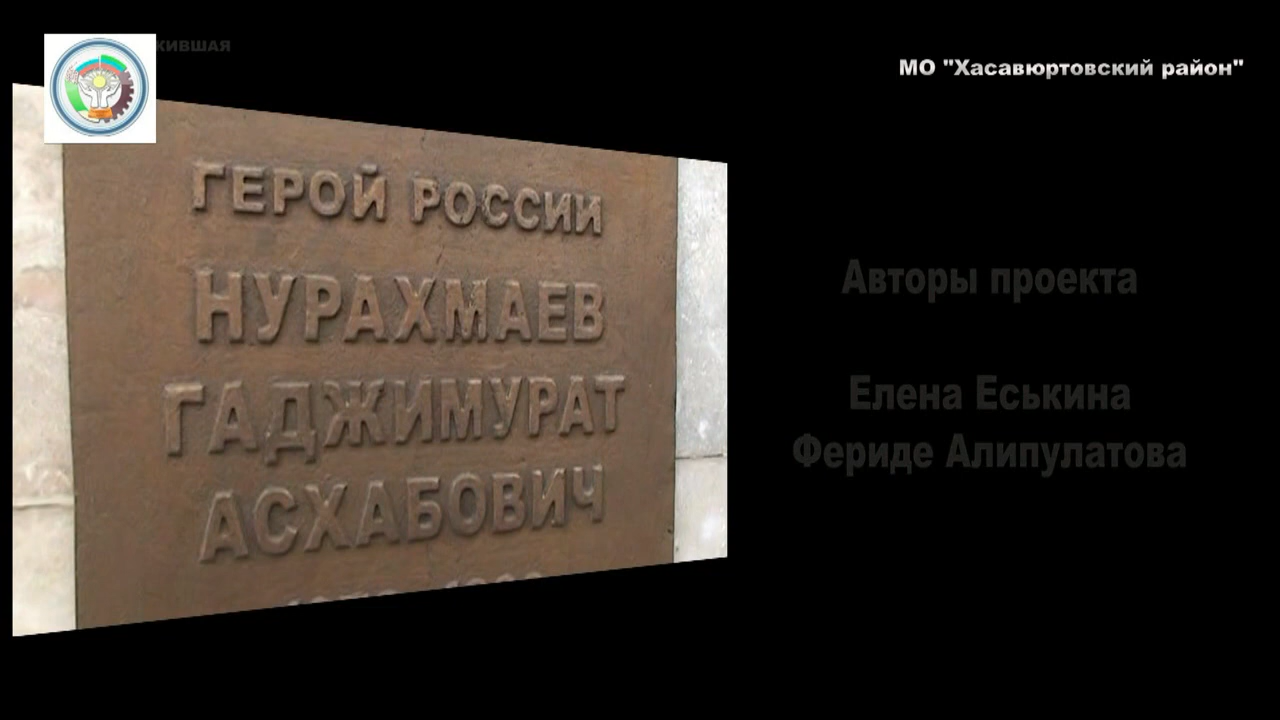 МО "Хасавюртовский район"
ГЕРОЙ РОССИИ
НУРАХМАЕВ
ГАДЖИМУРАТ
АСХАБОВИЧ
Авторы проекта
Елена Еськина
Фериде Алипулатова